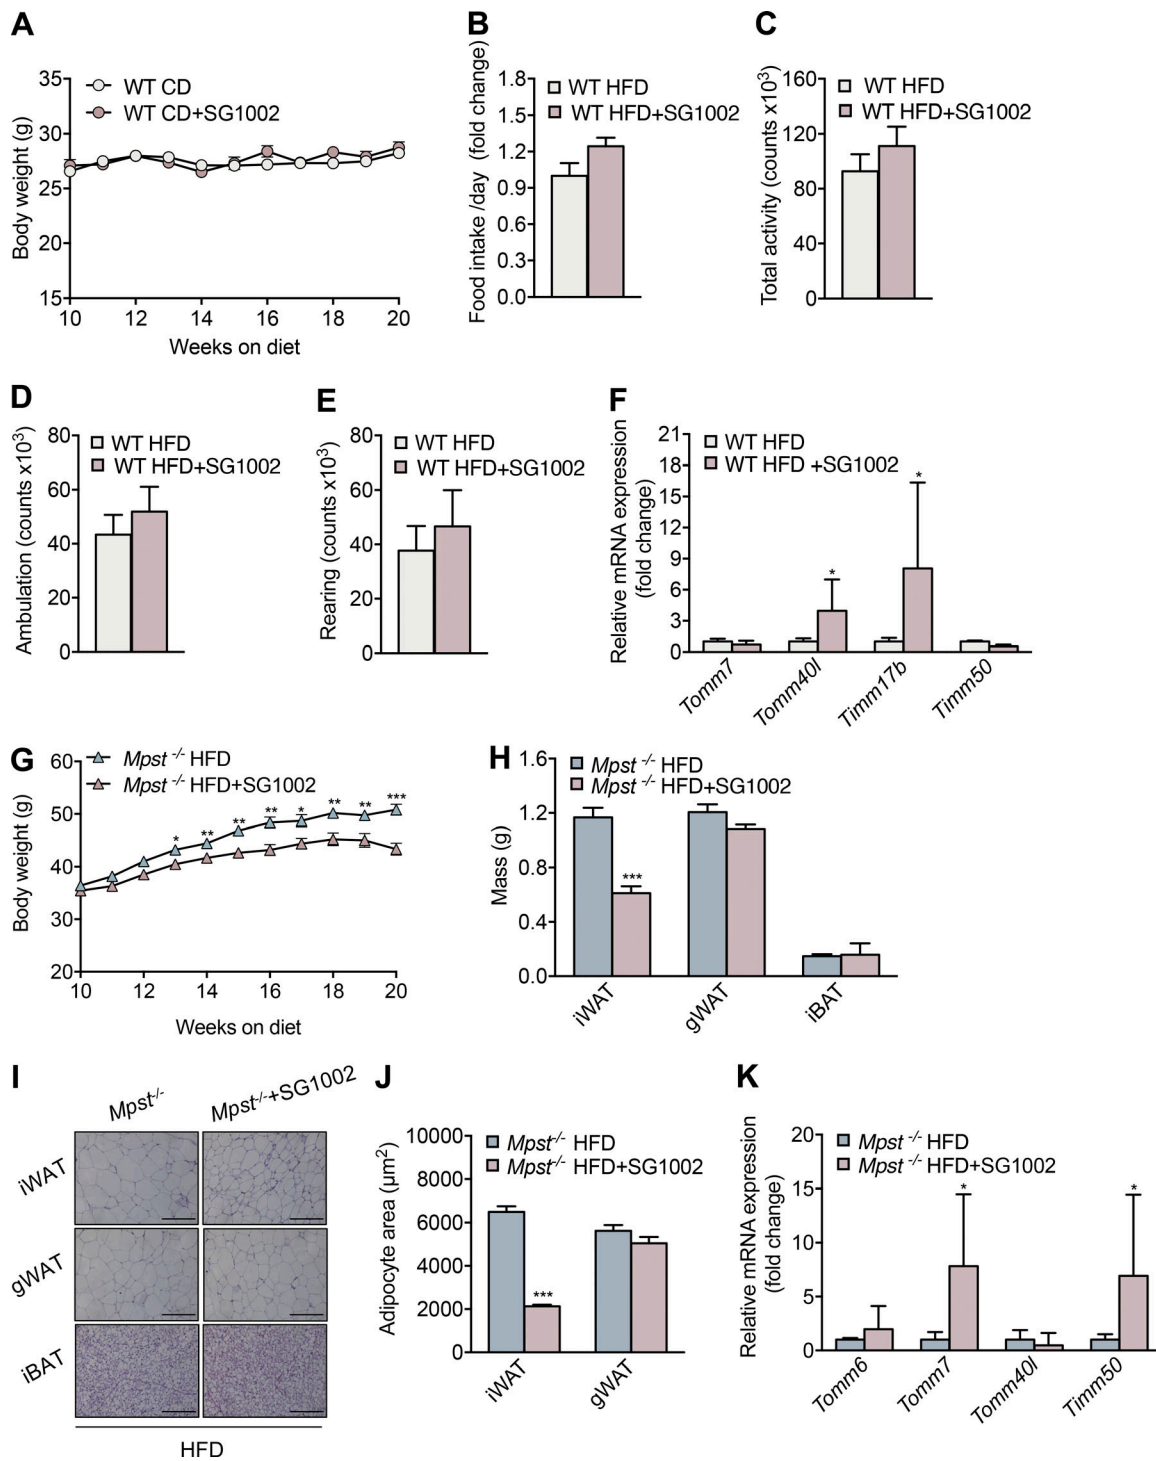 A
WT CD
WT CD+SG1002
Body weight (g)
35
30
25
20
15
10 12 14 16 18 20
Weeks on diet
B
WT HFD
WT HFD+SG1002
Food intake /day (fold change)
1.8
1.5
1.2
0.9
0.6
0.3
0.0
C
WT HFD
WT HFD+SG1002
Total activity (counts x10³)
160
120
80
40
0
D
WT HFD
WT HFD+SG1002
Ambulation (counts x10³)
80
60
40
20
0
E
WT HFD
WT HFD+SG1002
Rearing (counts x10³)
80
60
40
20
0
F
WT HFD
WT HFD +SG1002
Relative mRNA expression
(fold change)
21
18
15
12
9
6
3
0
*
*
Tomm7
Tomm40l
Timm17b
Timm50
G
Mpst -/- HFD
Mpst -/- HFD+SG1002
Body weight (g)
60
50
40
30
20
* ** ** ** * ** ** ***
10 12 14 16 18 20
Weeks on diet
H
Mpst -/- HFD
Mpst -/- HFD+SG1002
Mass (g)
1.6
1.2
0.8
0.4
0.0
***
iWAT
gWAT
iBAT
I
Mpst-/-
Mpst-/-+SG1002
iWAT
gWAT
iBAT
HFD
J
Mpst-/- HFD
Mpst-/- HFD+SG1002
Adipocyte area (µm²)
10000
8000
6000
4000
2000
0
***
iWAT
gWAT
K
Mpst -/- HFD
Mpst -/- HFD+SG1002
Relative mRNA expression
(fold change)
20
15
10
5
0
*
*
Tomm6
Tomm7
Tomm40l
Timm50